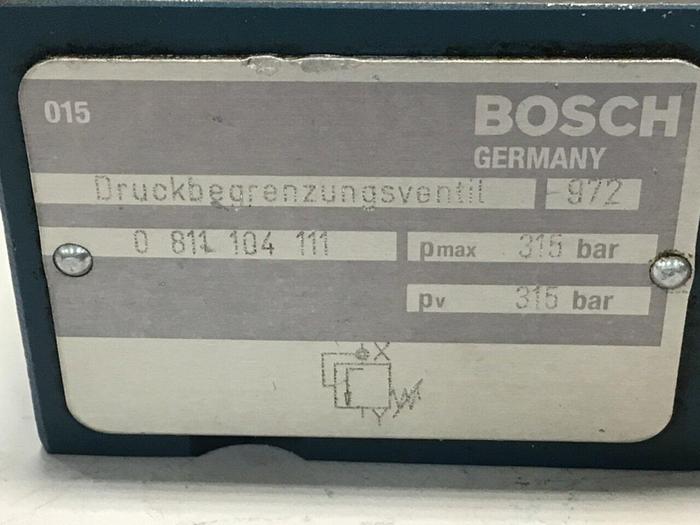 015
BOSCH
GERMANY
Druckbegrenzungsventil 972
0 811 104 111 pmax 315 bar
pv 315 bar
X
Y